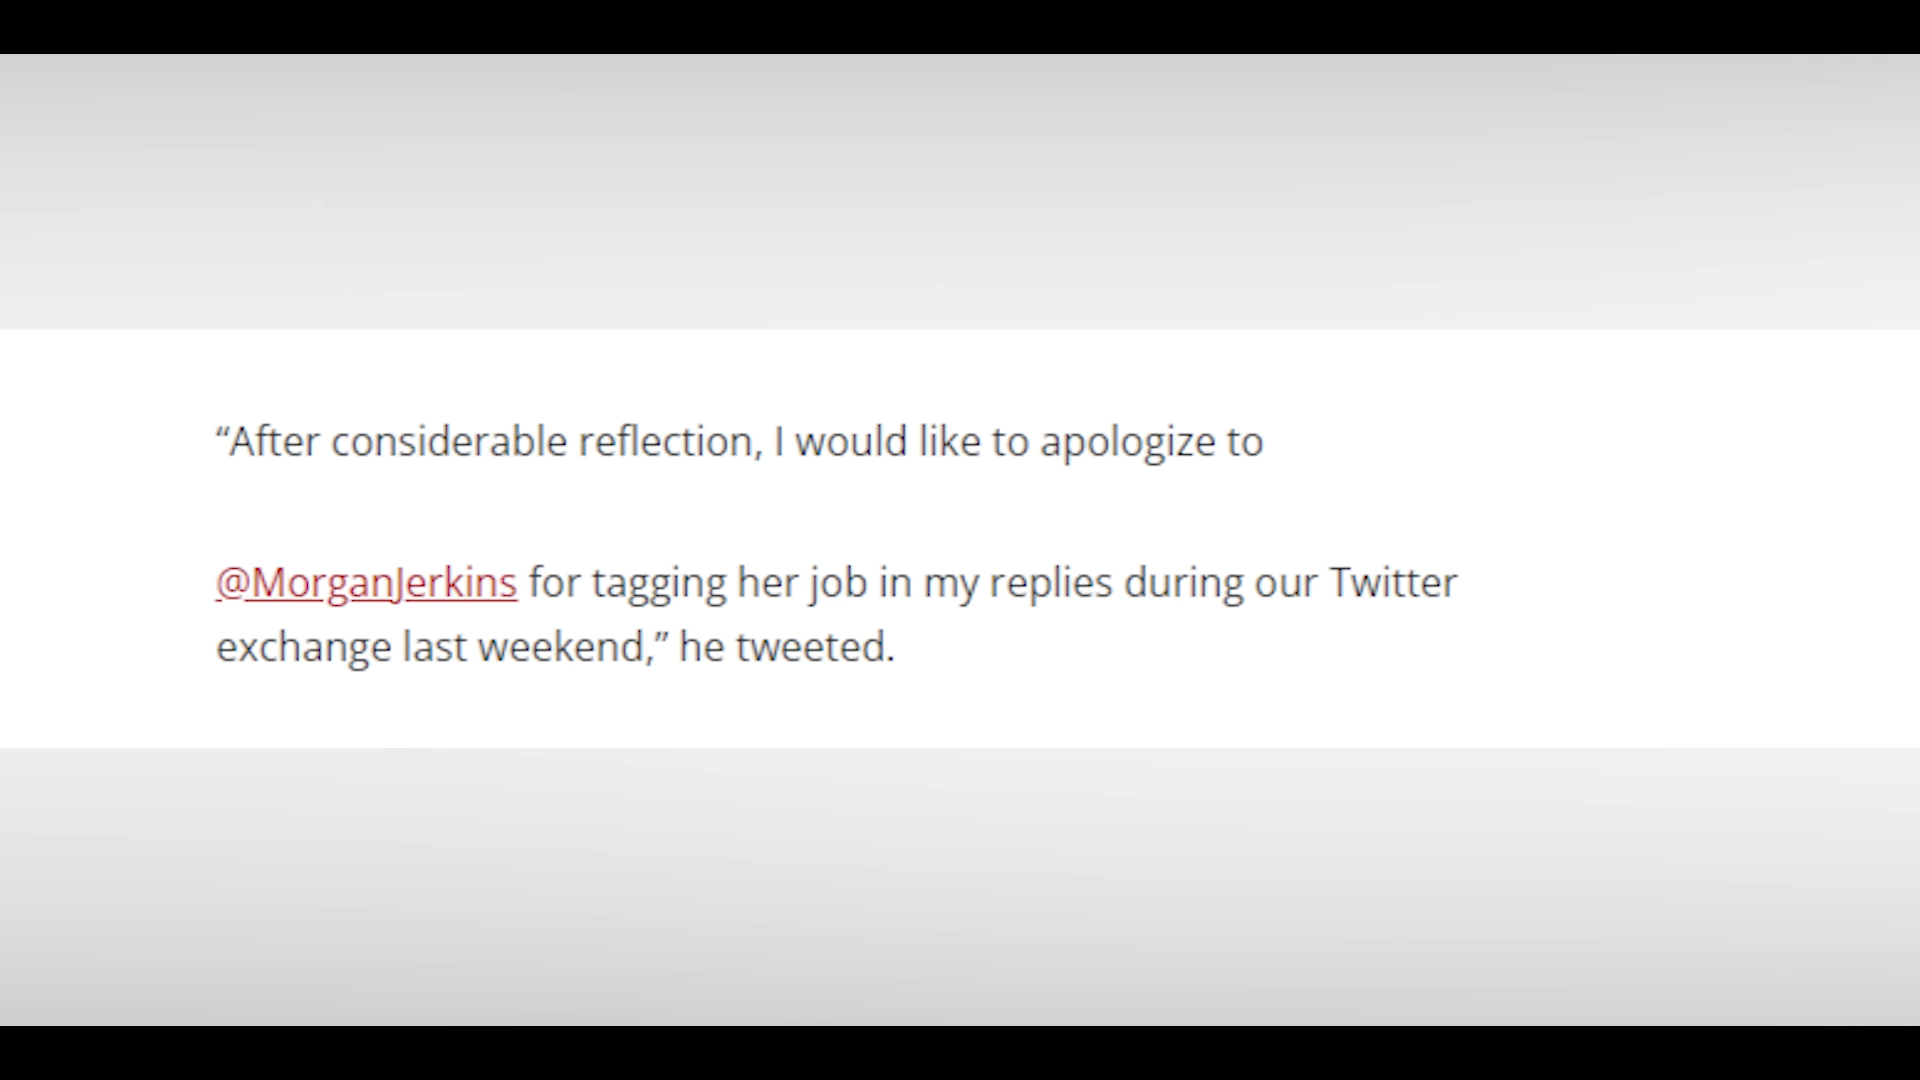 “After considerable reflection, I would like to apologize to
@MorganJerkins for tagging her job in my replies during our Twitter
exchange last weekend,” he tweeted.